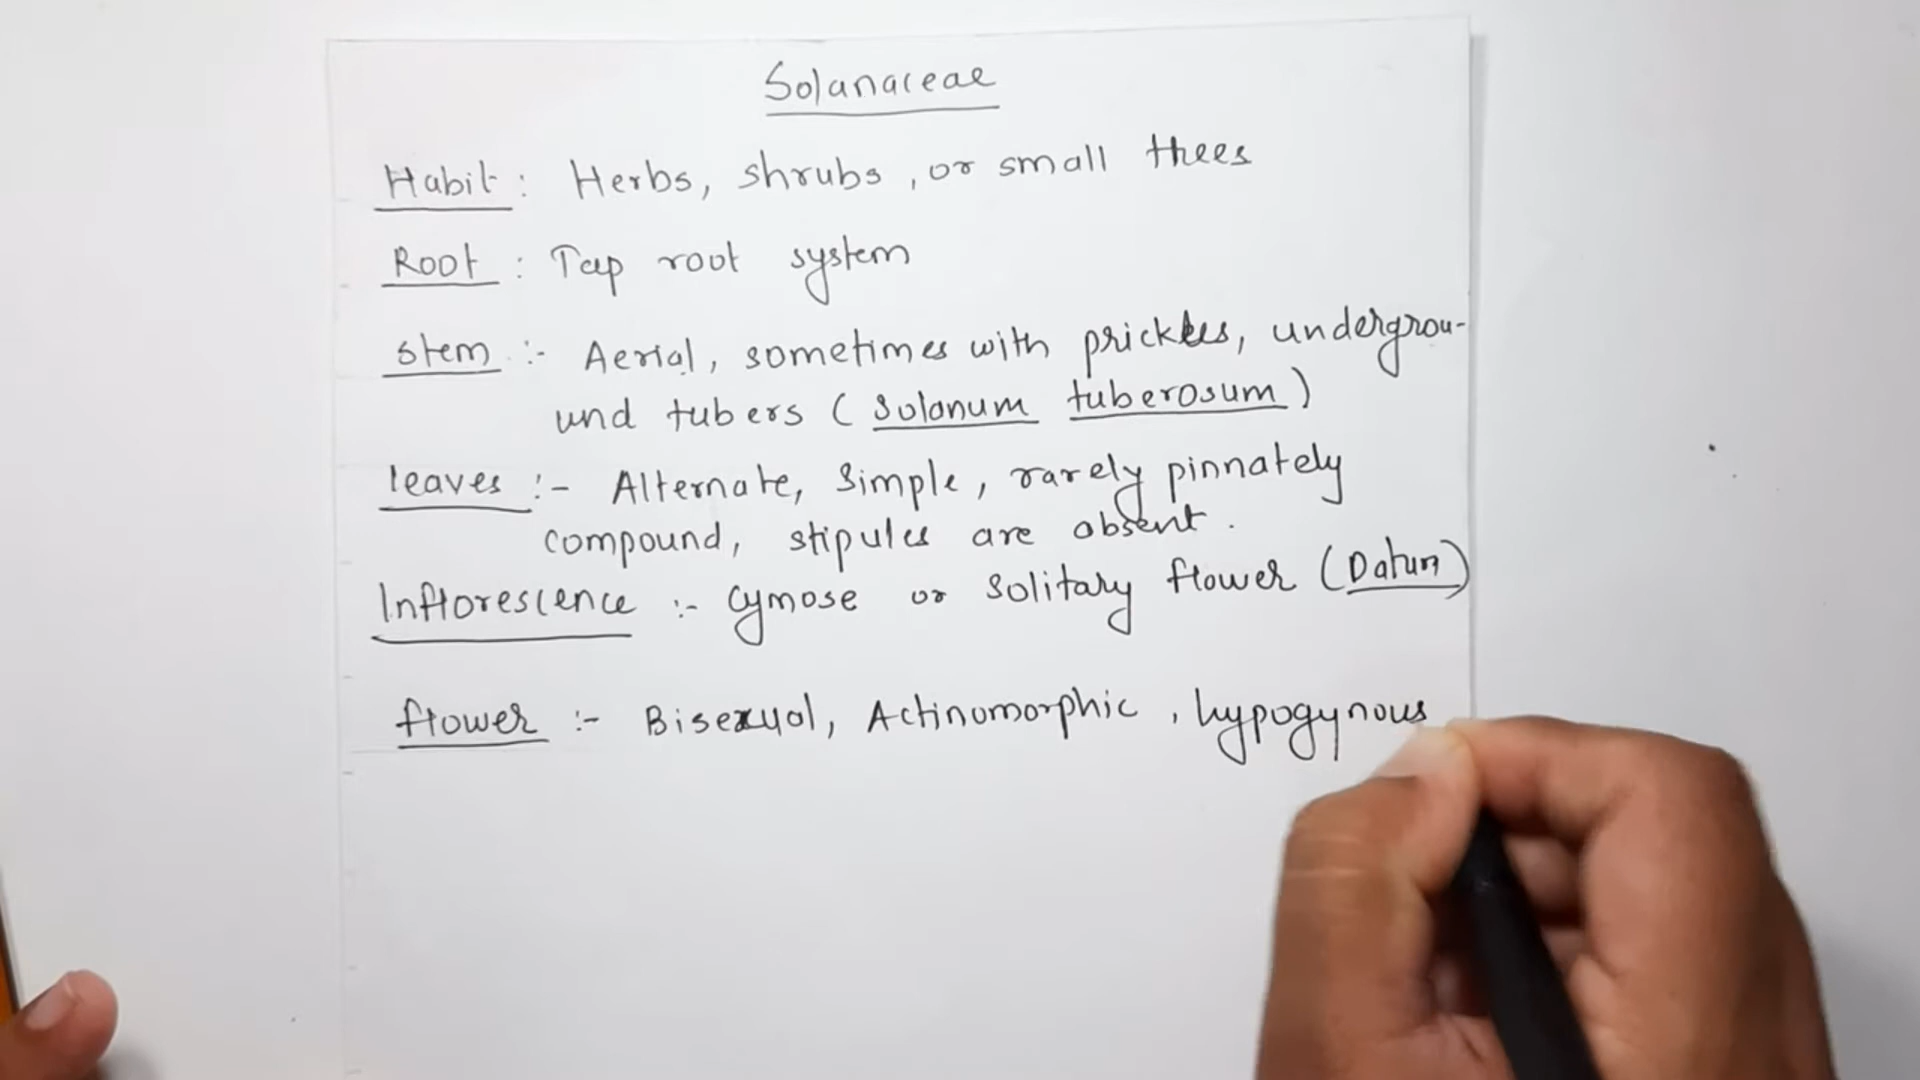 Solanaceae
Habit : Herbs, shrubs, or small trees
Root : Tap root system
Stem :- Aerial, sometimes with prickles, undergrou-
und tubers (Solanum tuberosum)
leaves :- Alternate, simple, rarely pinnately
compound, stipules are absent.
Inflorescence :- Cymose or solitary flower (Datura)
flower :- Bisexual, Actinomorphic, hypogynous